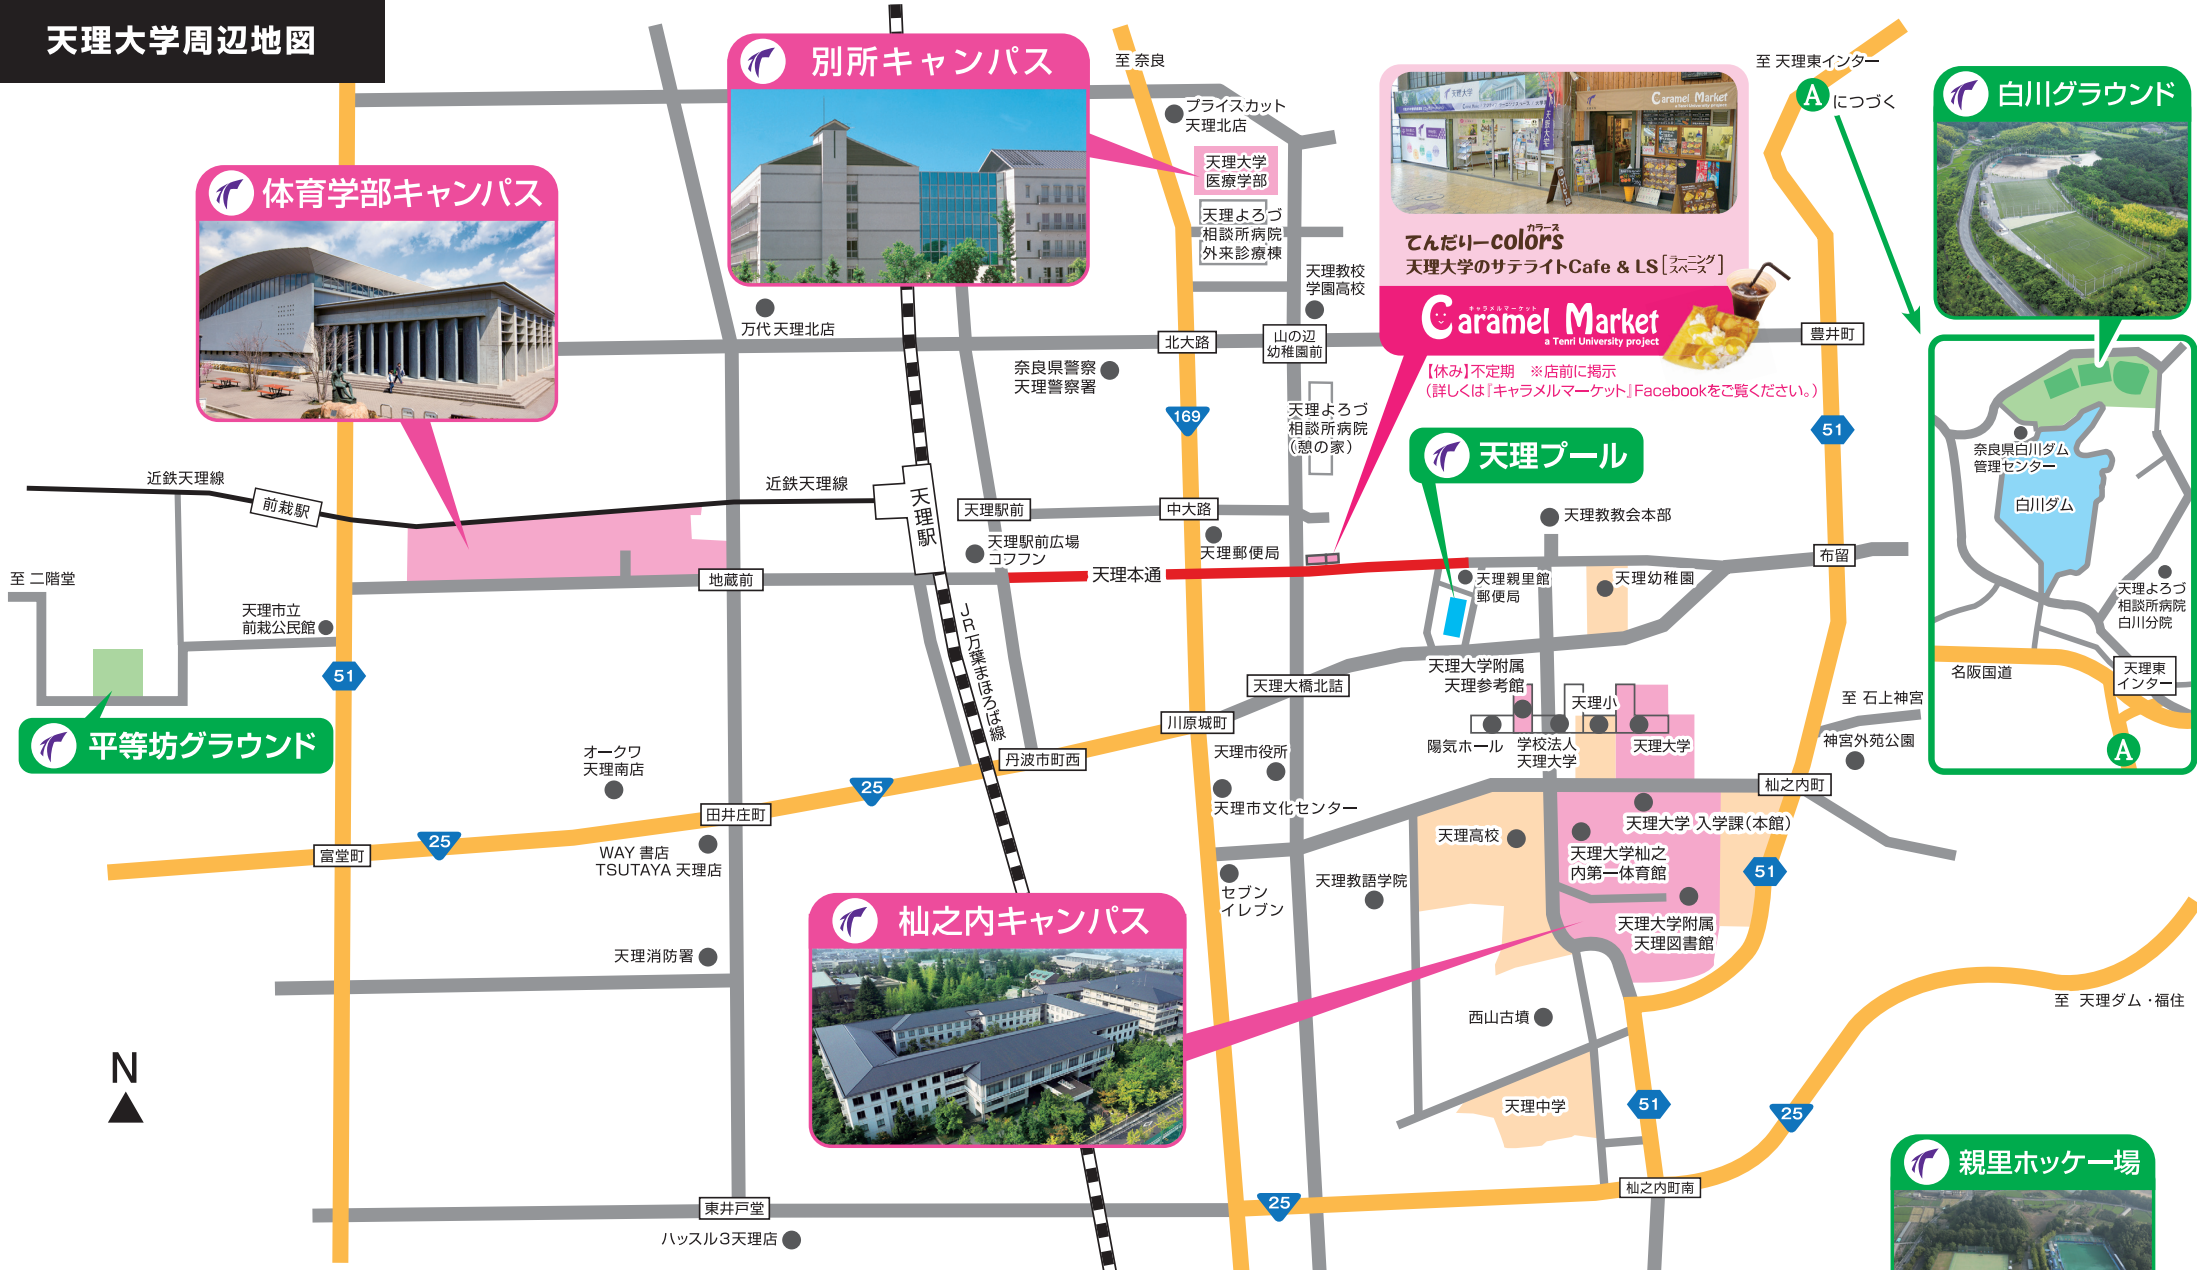 天理大学周辺地図
別所キャンパス
至 奈良
プライスカット
天理北店
天理大学
医療学部
天理よろづ
相談所病院
外来診療棟
天理教校
学園高校
天理大学
Caramel Market
てんだりーcolors
カラーズ
天理大学のサテライトCafe & LS[ラーニング
スペース]
キャラメルマーケット
Caramel Market
a Tenri University project
【休み】不定期　※店前に掲示
（詳しくは『キャラメルマーケット』Facebookをご覧ください。）
至 天理東インター
A につづく
白川グラウンド
体育学部キャンパス
万代 天理北店
奈良県警察
天理警察署
北大路
山の辺
幼稚園前
豊井町
169
51
天理よろづ
相談所病院
（憩の家）
天理プール
奈良県白川ダム
管理センター
白川ダム
天理よろづ
相談所病院
白川分院
名阪国道
天理東
インター
A
近鉄天理線
前栽駅
近鉄天理線
天理駅
天理駅前
中大路
天理駅前広場
コフフン
天理郵便局
天理教教会本部
布留
至 二階堂
地蔵前
天理本通
天理親里館
郵便局
天理幼稚園
天理市立
前栽公民館
51
JR万葉まほろば線
平等坊グラウンド
天理大学附属
天理参考館
天理大橋北詰
天理小
至 石上神宮
川原城町
陽気ホール
学校法人
天理大学
天理大学
神宮外苑公園
オークワ
天理南店
丹波市町西
天理市役所
25
天理市文化センター
杣之内町
田井庄町
25
富堂町
WAY 書店
TSUTAYA 天理店
天理高校
天理大学 入学課（本館）
天理大学杣之
内第一体育館
51
セブン
イレブン
天理教語学院
天理大学附属
天理図書館
杣之内キャンパス
天理消防署
西山古墳
至　天理ダム・福住
N
天理中学
51
25
親里ホッケー場
杣之内町南
東井戸堂
25
ハッスル3天理店